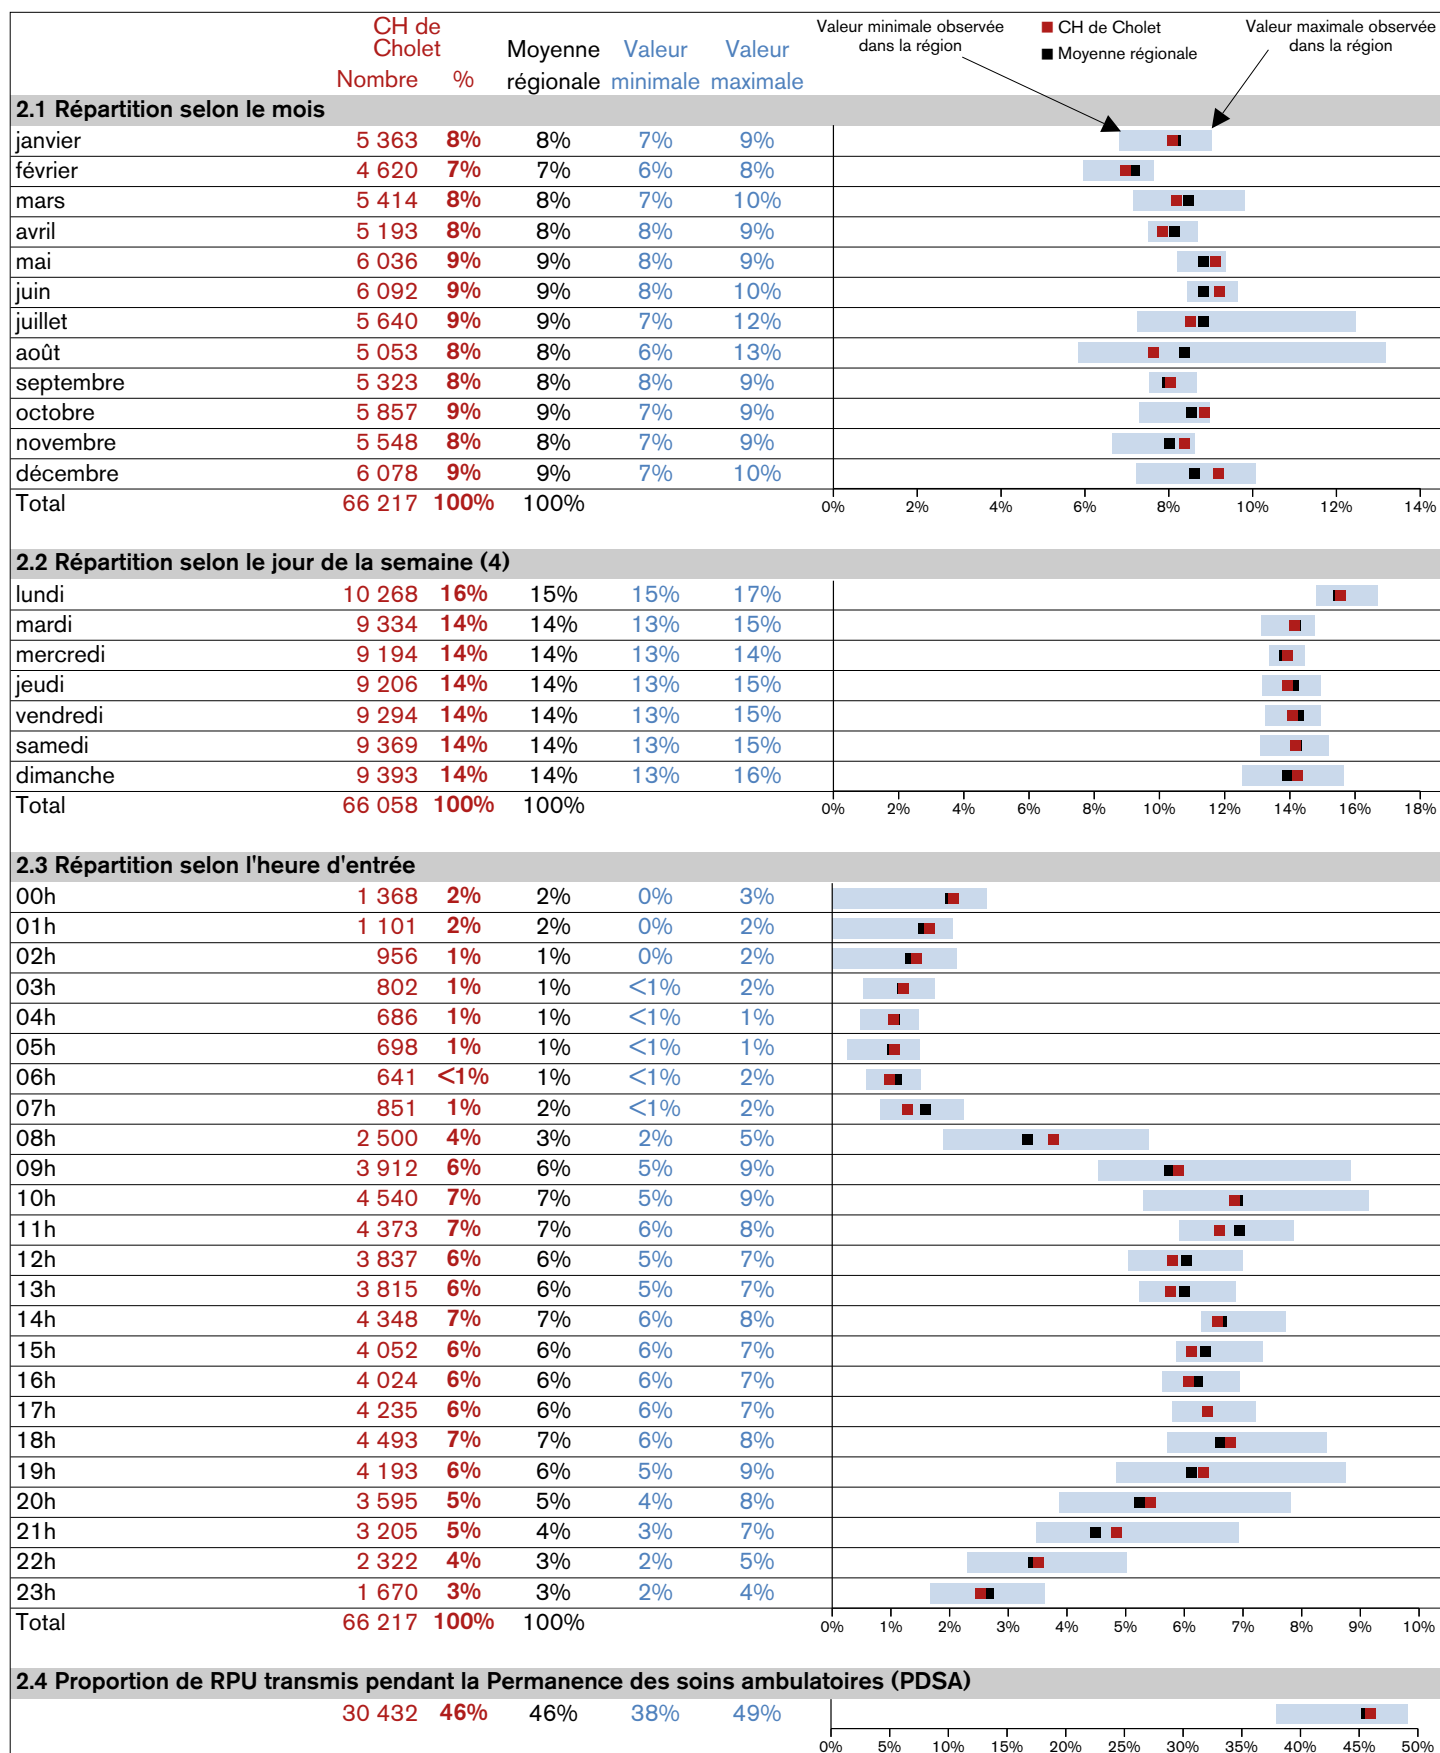 CH de Cholet Moyenne Valeur Valeur
Nombre % régionale minimale maximale
Valeur minimale observée dans la région
CH de Cholet
Moyenne régionale
Valeur maximale observée dans la région
2.1 Répartition selon le mois
janvier 5 363 8% 8% 7% 9%
février 4 620 7% 7% 6% 8%
mars 5 414 8% 8% 7% 10%
avril 5 193 8% 8% 8% 9%
mai 6 036 9% 9% 8% 9%
juin 6 092 9% 9% 8% 10%
juillet 5 640 9% 9% 7% 12%
août 5 053 8% 8% 6% 13%
septembre 5 323 8% 8% 8% 9%
octobre 5 857 9% 9% 7% 9%
novembre 5 548 8% 8% 7% 9%
décembre 6 078 9% 9% 7% 10%
Total 66 217 100% 100%
0% 2% 4% 6% 8% 10% 12% 14%
2.2 Répartition selon le jour de la semaine (4)
lundi 10 268 16% 15% 15% 17%
mardi 9 334 14% 14% 13% 15%
mercredi 9 194 14% 14% 13% 14%
jeudi 9 206 14% 14% 13% 15%
vendredi 9 294 14% 14% 13% 15%
samedi 9 369 14% 14% 13% 15%
dimanche 9 393 14% 14% 13% 16%
Total 66 058 100% 100%
0% 2% 4% 6% 8% 10% 12% 14% 16% 18%
2.3 Répartition selon l'heure d'entrée
00h 1 368 2% 2% 0% 3%
01h 1 101 2% 2% 0% 2%
02h 956 1% 1% 0% 2%
03h 802 1% 1% <1% 2%
04h 686 1% 1% <1% 1%
05h 698 1% 1% <1% 1%
06h 641 <1% 1% <1% 2%
07h 851 1% 2% <1% 2%
08h 2 500 4% 3% 2% 5%
09h 3 912 6% 6% 5% 9%
10h 4 540 7% 7% 5% 9%
11h 4 373 7% 7% 6% 8%
12h 3 837 6% 6% 5% 7%
13h 3 815 6% 6% 5% 7%
14h 4 348 7% 7% 6% 8%
15h 4 052 6% 6% 6% 7%
16h 4 024 6% 6% 6% 7%
17h 4 235 6% 6% 6% 7%
18h 4 493 7% 7% 6% 8%
19h 4 193 6% 6% 5% 9%
20h 3 595 5% 5% 4% 8%
21h 3 205 5% 4% 3% 7%
22h 2 322 4% 3% 2% 5%
23h 1 670 3% 3% 2% 4%
Total 66 217 100% 100%
0% 1% 2% 3% 4% 5% 6% 7% 8% 9% 10%
2.4 Proportion de RPU transmis pendant la Permanence des soins ambulatoires (PDSA)
30 432 46% 46% 38% 49%
0% 5% 10% 15% 20% 25% 30% 35% 40% 45% 50%